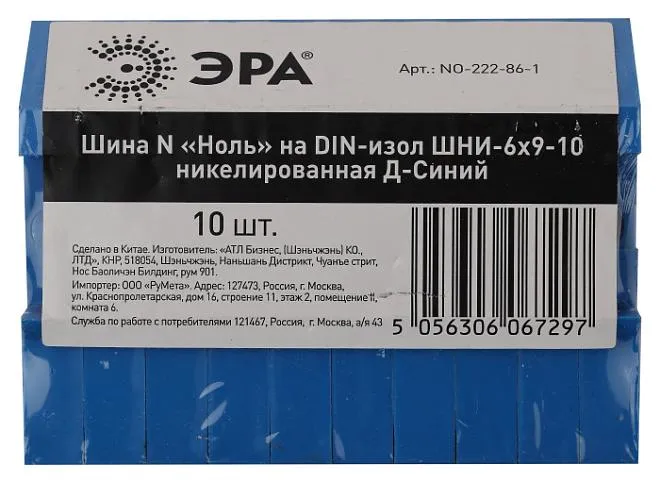 ЭРА®
Арт.: NO-222-86-1
Шина N «Ноль» на DIN-изол ШНИ-6x9-10
никелированная Д-Синий
10 шт.
Сделано в Китае. Изготовитель: «АТЛ Бизнес, (Шэньчжэнь) КО.,
ЛТД», КНР, 518054, Шэньчжэнь, Наньшань Дистрикт, Чуанъе стрит,
Нос Баоличэн Билдинг, рум 901.
Импортер: ООО «РуМета». Адрес: 127473, Россия, г. Москва,
ул. Краснопролетарская, дом 16, строение 11, этаж 2, помещение II,
комната 6.
Служба по работе с потребителями 121467, Россия, г. Москва, а/я 43
5 056306 067297